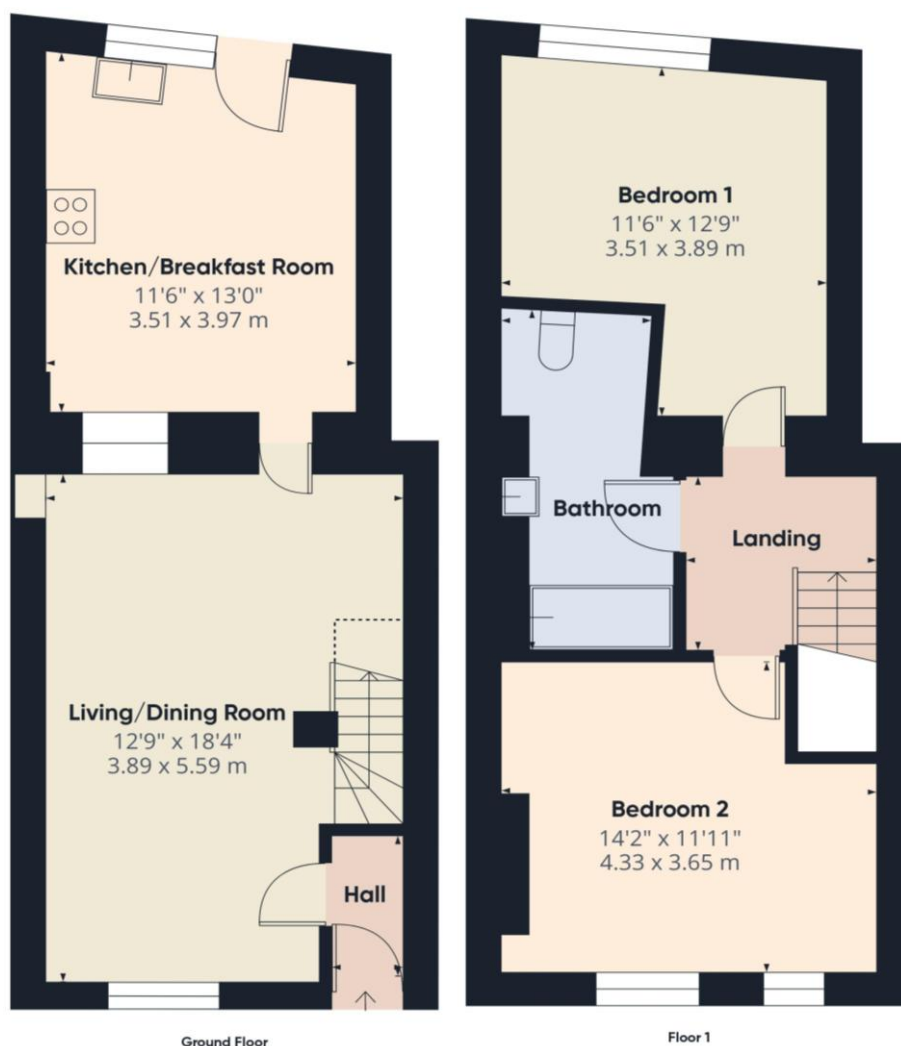 Kitchen/Breakfast Room
11'6" x 13'0"
3.51 x 3.97 m
Living/Dining Room
12'9" x 18'4"
3.89 x 5.59 m
Hall
Ground Floor
Bedroom 1
11'6" x 12'9"
3.51 x 3.89 m
Bathroom
Landing
Bedroom 2
14'2" x 11'11"
4.33 x 3.65 m
Floor 1